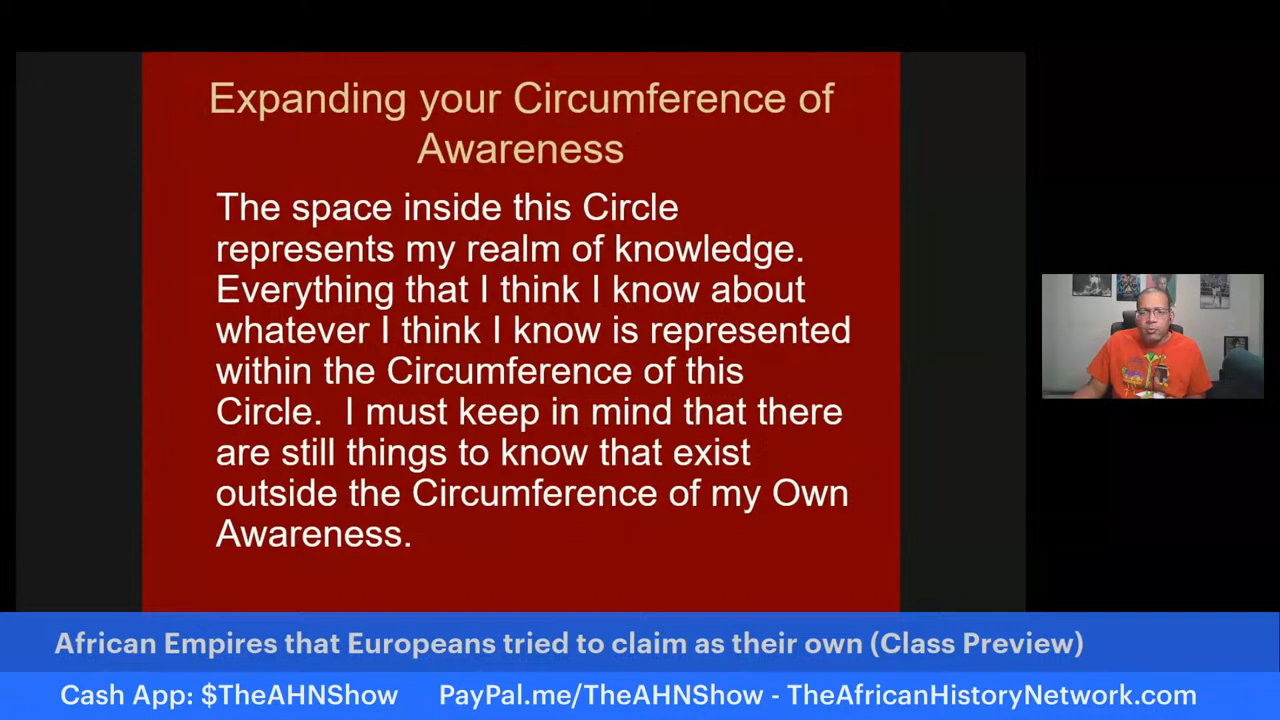 Expanding your Circumference of
Awareness
The space inside this Circle
represents my realm of knowledge.
Everything that I think I know about
whatever I think I know is represented
within the Circumference of this
Circle.  I must keep in mind that there
are still things to know that exist
outside the Circumference of my Own
Awareness.
African Empires that Europeans tried to claim as their own (Class Preview)
Cash App: $TheAHNShow PayPal.me/TheAHNShow - TheAfricanHistoryNetwork.com